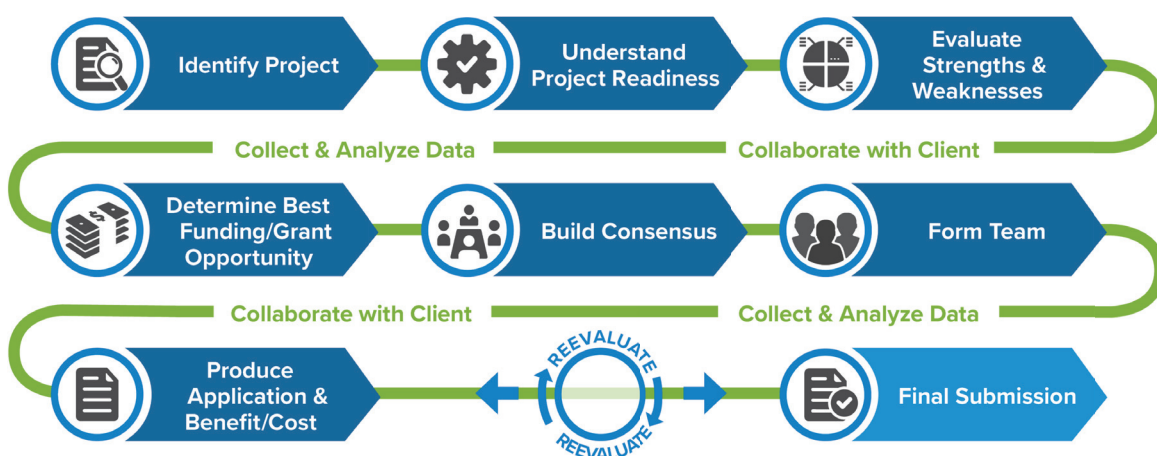 Identify Project
Understand
Project Readiness
Evaluate
Strengths &
Weaknesses
Collect & Analyze Data
Collaborate with Client
Determine Best
Funding/Grant
Opportunity
$
Build Consensus
Form Team
Collaborate with Client
Collect & Analyze Data
Produce
Application &
Benefit/Cost
REEVALUATE
REEVALUATE
Final Submission